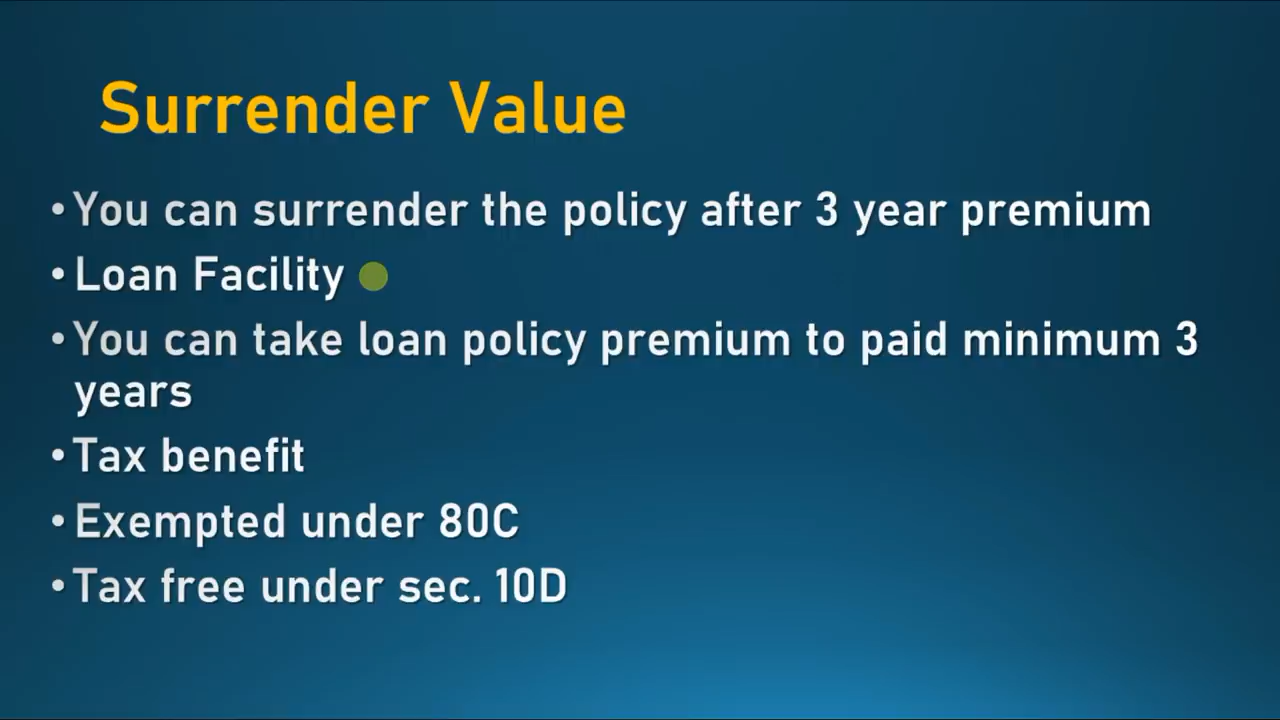 Surrender Value
•You can surrender the policy after 3 year premium
•Loan Facility
•You can take loan policy premium to paid minimum 3
years
•Tax benefit
•Exempted under 80C
•Tax free under sec. 10D